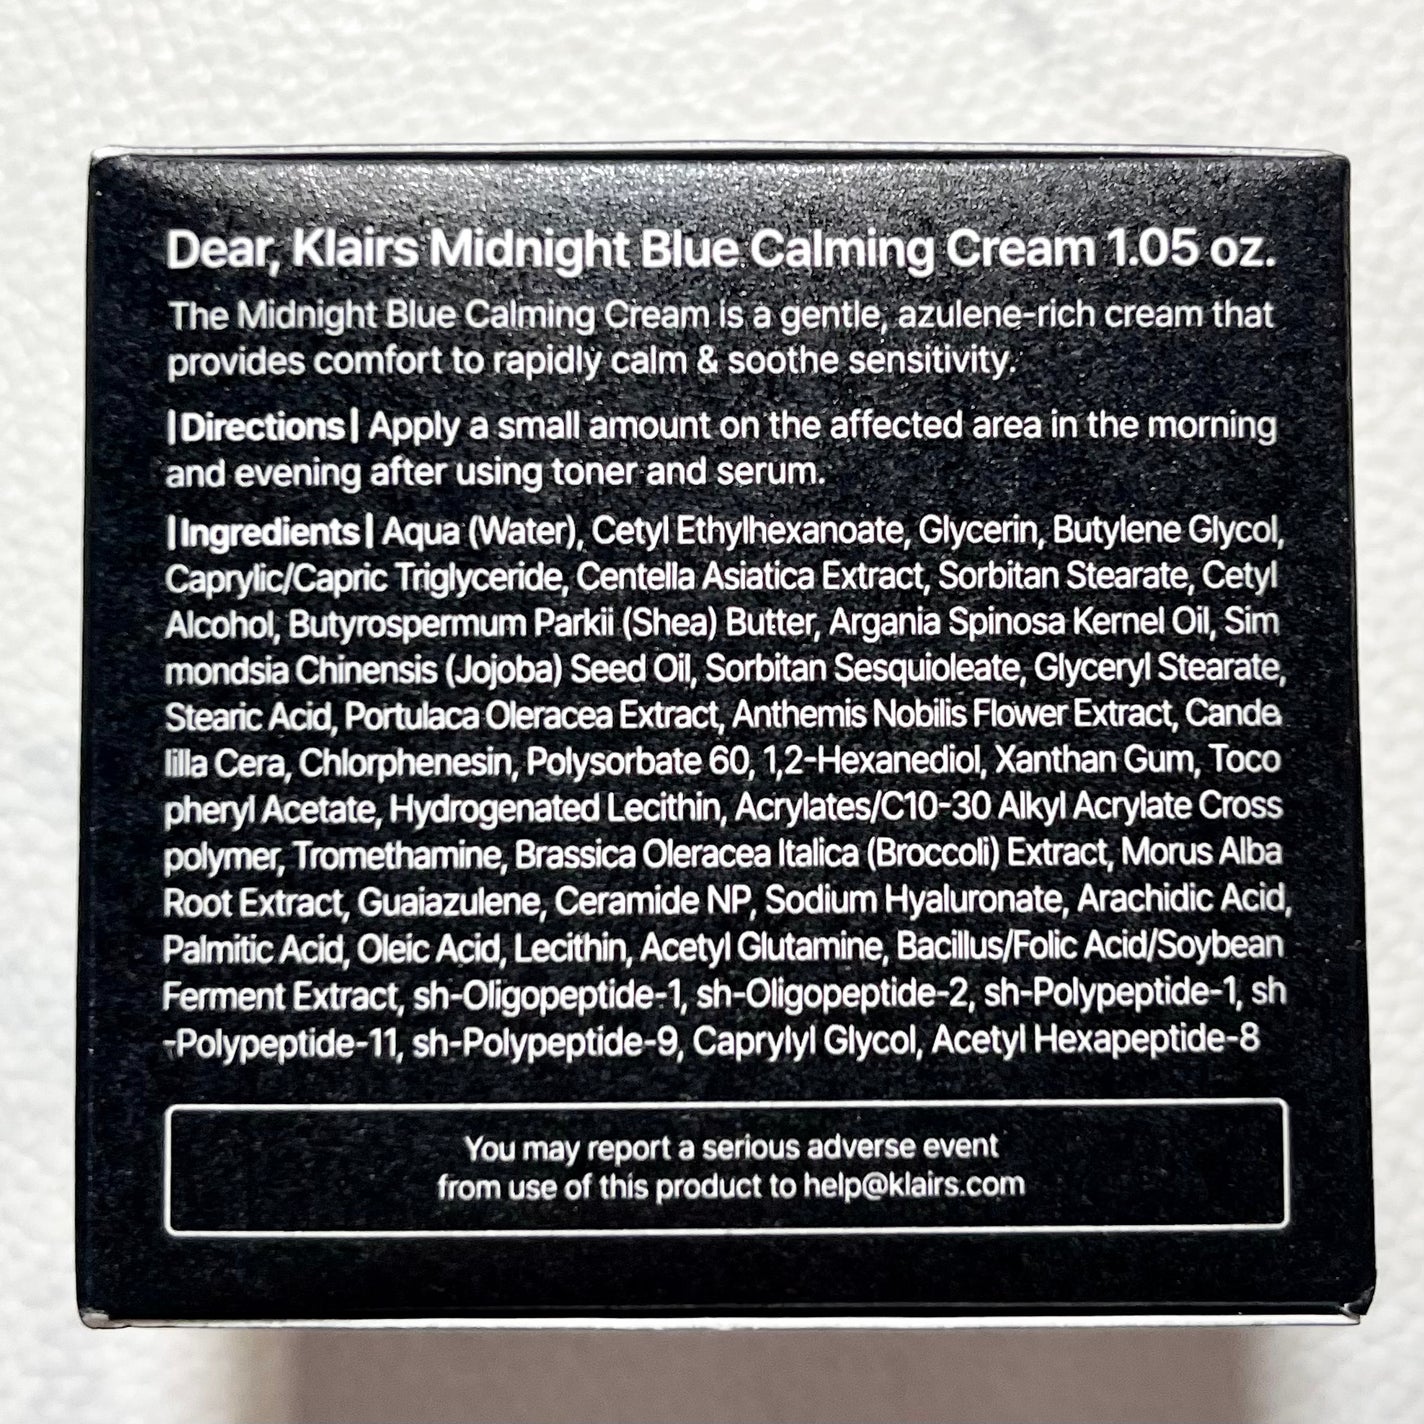 Dear, Klairs Midnight Blue Calming Cream 1.05 oz.
The Midnight Blue Calming Cream is a gentle, azulene-rich cream that
provides comfort to rapidly calm & soothe sensitivity.
|Directions| Apply a small amount on the affected area in the morning
and evening after using toner and serum.
|Ingredients| Aqua (Water), Cetyl Ethylhexanoate, Glycerin, Butylene Glycol,
Caprylic/Capric Triglyceride, Centella Asiatica Extract, Sorbitan Stearate, Cetyl
Alcohol, Butyrospermum Parkii (Shea) Butter, Argania Spinosa Kernel Oil, Sim
mondsia Chinensis (Jojoba) Seed Oil, Sorbitan Sesquioleate, Glyceryl Stearate,
Stearic Acid, Portulaca Oleracea Extract, Anthemis Nobilis Flower Extract, Cande
lilla Cera, Chlorphenesin, Polysorbate 60, 1,2-Hexanediol, Xanthan Gum, Toco
pheryl Acetate, Hydrogenated Lecithin, Acrylates/C10-30 Alkyl Acrylate Cross
polymer, Tromethamine, Brassica Oleracea Italica (Broccoli) Extract, Morus Alba
Root Extract, Guaiazulene, Ceramide NP, Sodium Hyaluronate, Arachidic Acid,
Palmitic Acid, Oleic Acid, Lecithin, Acetyl Glutamine, Bacillus/Folic Acid/Soybean
Ferment Extract, sh-Oligopeptide-1, sh-Oligopeptide-2, sh-Polypeptide-1, sh
-Polypeptide-11, sh-Polypeptide-9, Caprylyl Glycol, Acetyl Hexapeptide-8
You may report a serious adverse event
from use of this product to help@klairs.com